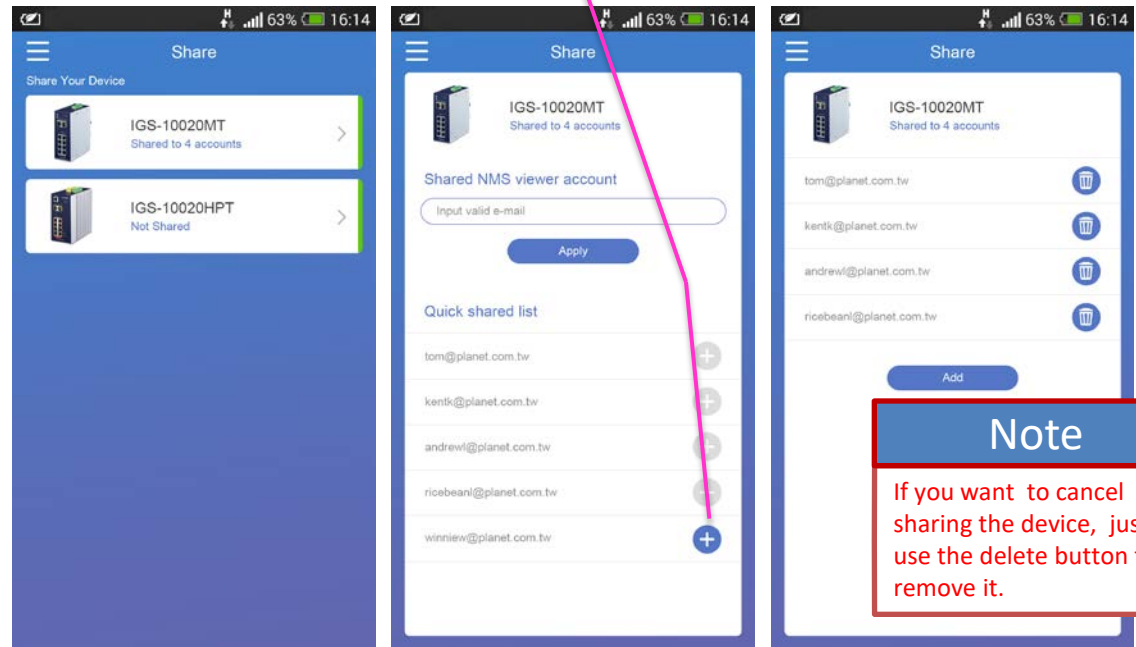 63% 16:14
Share
Share Your Device
IGS-10020MT
Shared to 4 accounts
IGS-10020HPT
Not Shared
63% 16:14
Share
IGS-10020MT
Shared to 4 accounts
Shared NMS viewer account
Input valid e-mail
Apply
Quick shared list
tom@planet.com.tw
kentk@planet.com.tw
andrewl@planet.com.tw
ricebeanl@planet.com.tw
winniew@planet.com.tw
63% 16:14
Share
IGS-10020MT
Shared to 4 accounts
tom@planet.com.tw
kentk@planet.com.tw
andrewl@planet.com.tw
ricebeanl@planet.com.tw
Add
Note
If you want to cancel
sharing the device, jus
use the delete button
remove it.